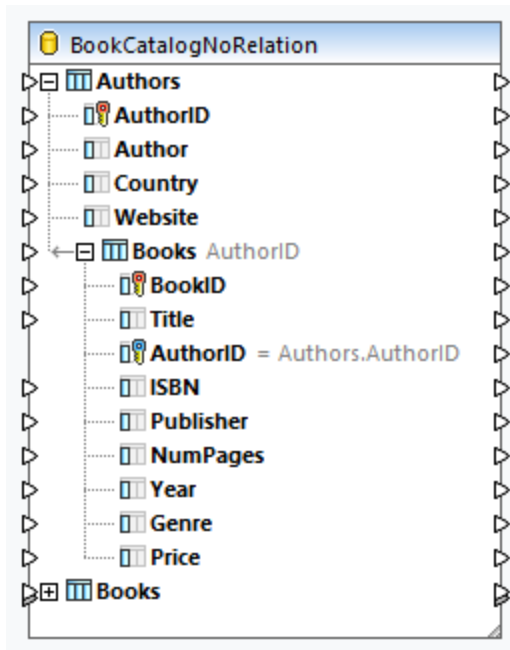 BookCatalogNoRelation
Authors
AuthorID
Author
Country
Website
Books AuthorID
BookID
Title
AuthorID = Authors.AuthorID
ISBN
Publisher
NumPages
Year
Genre
Price
Books